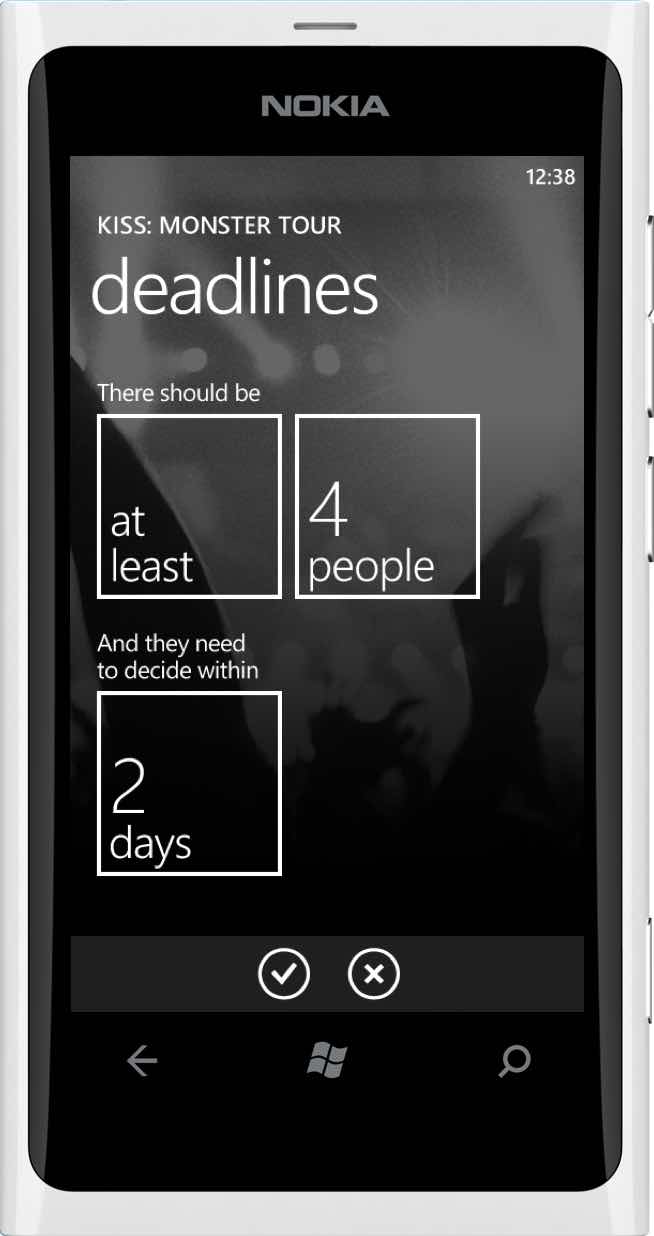 NOKIA
12:38
KISS: MONSTER TOUR
deadlines
There should be
at
least
4
people
And they need
to decide within
2
days